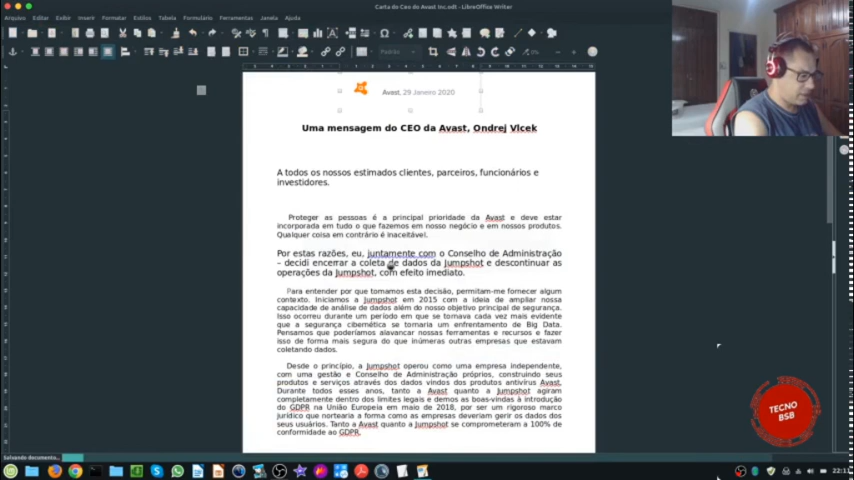 Carta do Ceo do Avast Inc.odt - LibreOffice Writer
Arquivo Editar Exibir Inserir Formatar Estilos Tabela Formulário Ferramentas Janela Ajuda
Padrão
Avast, 29 Janeiro 2020
Uma mensagem do CEO da Avast, Ondrej Vlcek
A todos os nossos estimados clientes, parceiros, funcionários e
investidores.
Proteger as pessoas é a principal prioridade da Avast e deve estar
incorporada em tudo o que fazemos em nosso negócio e em nossos produtos.
Qualquer coisa em contrário é inaceitável.
Por estas razões, eu, juntamente com o Conselho de Administração
– decidi encerrar a coleta de dados da Jumpshot e descontinuar as
operações da Jumpshot, com efeito imediato.
Para entender por que tomamos esta decisão, permitam-me fornecer algum
contexto. Iniciamos a Jumpshot em 2015 com a ideia de ampliar nossa
capacidade de análise de dados além do nosso objetivo principal de segurança.
Isso ocorreu durante um período em que se tornava cada vez mais evidente
que a segurança cibernética se tornaria um enfrentamento de Big Data.
Pensamos que poderíamos alavancar nossas ferramentas e recursos e fazer
isso de forma mais segura do que inúmeras outras empresas que estavam
coletando dados.
Desde o princípio, a Jumpshot operou como uma empresa independente,
com uma gestão e Conselho de Administração próprios, construindo seus
produtos e serviços através dos dados vindos dos produtos antivírus Avast.
Durante todos esses anos, tanto a Avast quanto a Jumpshot agiram
completamente dentro dos limites legais e demos as boas-vindas à introdução
do GDPR na União Europeia em maio de 2018, por ser um rigoroso marco
jurídico que nortearia a forma como as empresas deveriam gerir os dados dos
seus usuários. Tanto a Avast quanto a Jumpshot se comprometeram a 100% de
conformidade ao GDPR.
TECNO
BSB
Salvando documento...